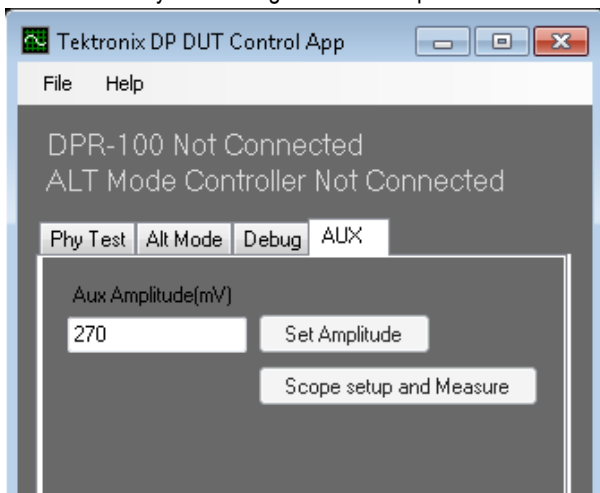 Tektronix DP DUT Control App
File Help
DPR-100 Not Connected
ALT Mode Controller Not Connected
Phy Test Alt Mode Debug AUX
Aux Amplitude(mV)
270 Set Amplitude
Scope setup and Measure